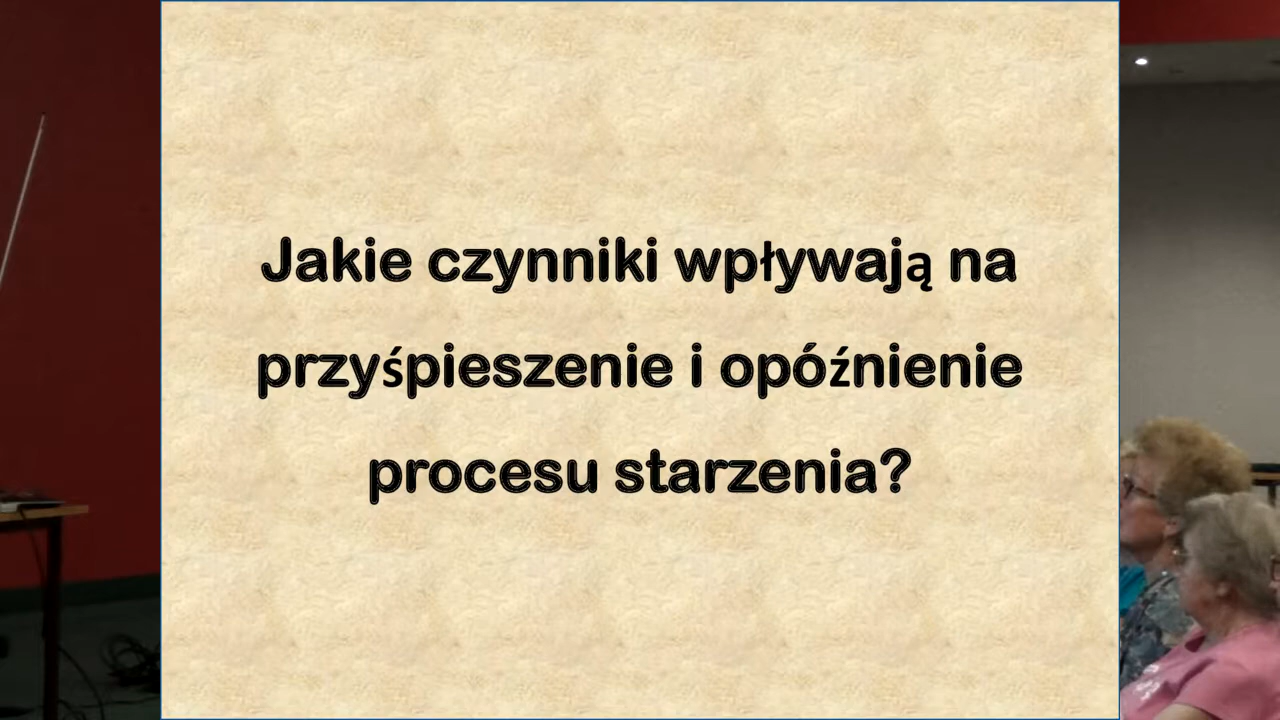 Jakie czynniki wpływają na
przyśpieszenie i opóźnienie
procesu starzenia?